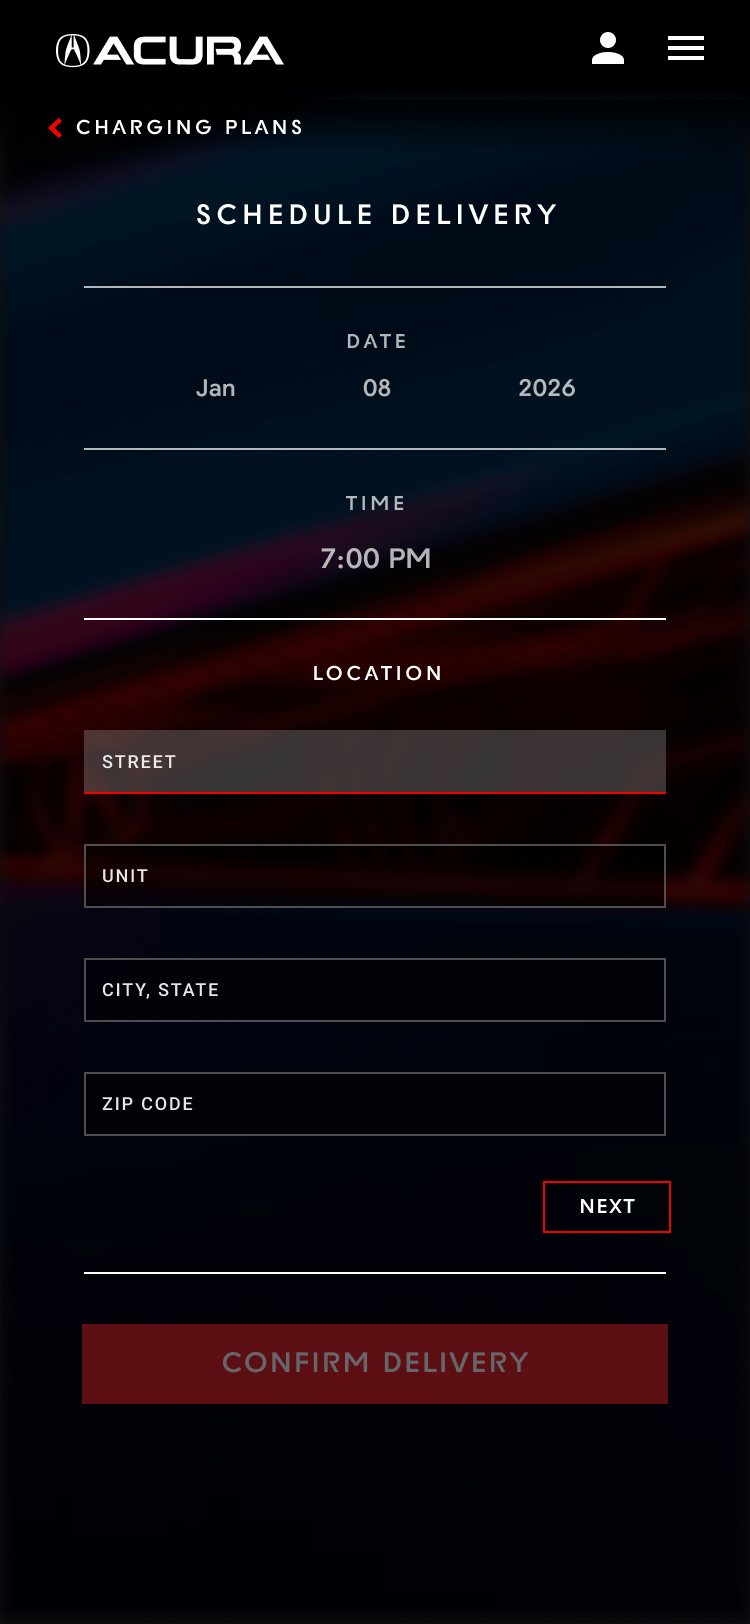 ACURA
CHARGING PLANS
SCHEDULE DELIVERY
DATE
Jan 08 2026
TIME
7:00 PM
LOCATION
STREET
UNIT
CITY, STATE
ZIP CODE
NEXT
CONFIRM DELIVERY